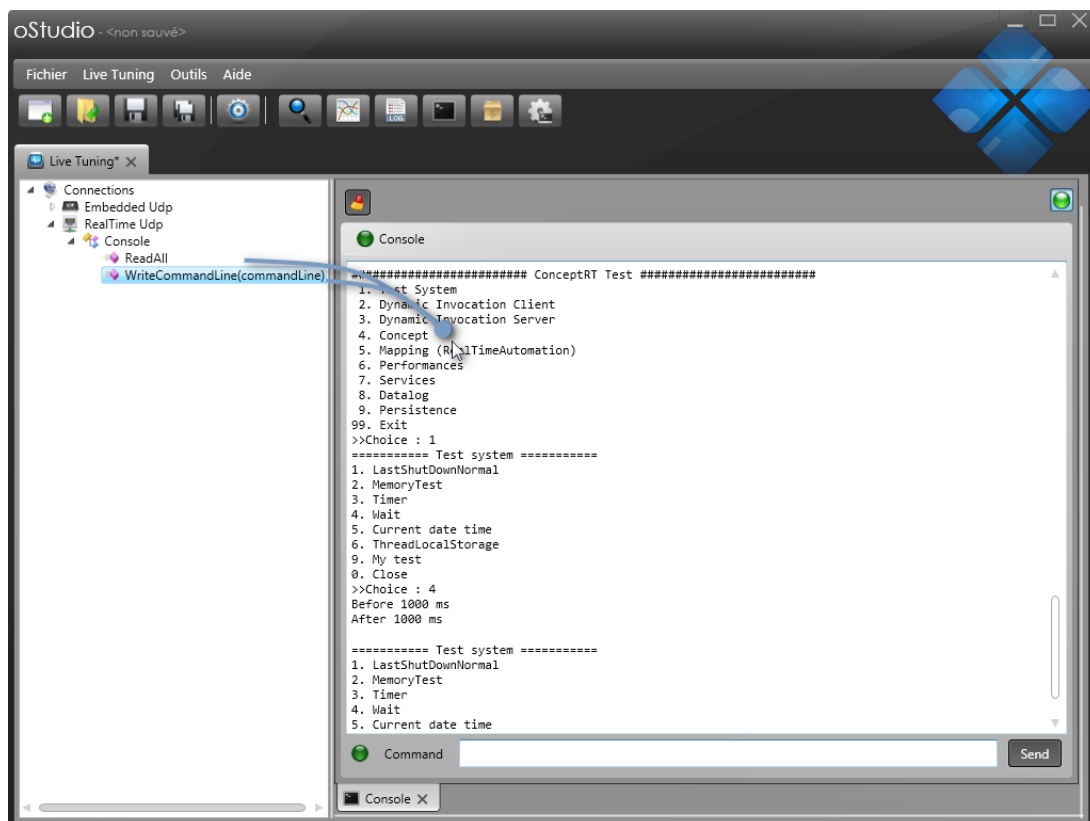 oStudio - <non sauvé>
Fichier Live Tuning Outils Aide
LOG
Live Tuning*
Connections
Embedded Udp
RealTime Udp
Console
ReadAll
WriteCommandLine(commandLine)
Console
######################## ConceptRT Test #########################
1. Test System
2. Dynamic Invocation Client
3. Dynamic Invocation Server
4. Concept
5. Mapping (RealTimeAutomation)
6. Performances
7. Services
8. Datalog
9. Persistence
99. Exit
>>Choice : 1
=========== Test system ===========
1. LastShutDownNormal
2. MemoryTest
3. Timer
4. Wait
5. Current date time
6. ThreadLocalStorage
9. My test
0. Close
>>Choice : 4
Before 1000 ms
After 1000 ms
=========== Test system ===========
1. LastShutDownNormal
2. MemoryTest
3. Timer
4. Wait
5. Current date time
Command
Send
Console